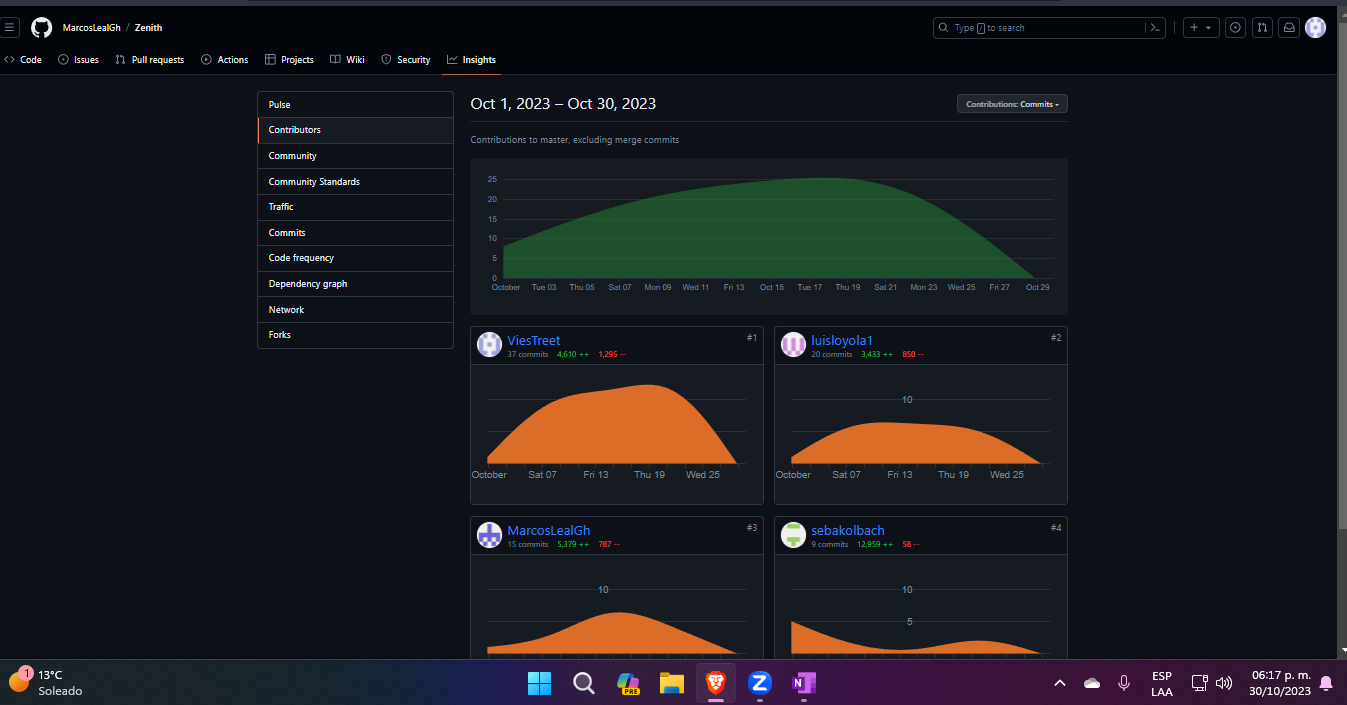 MarcosLealGh / Zenith
Type / to search
Code Issues Pull requests Actions Projects Wiki Security Insights
Pulse
Contributors
Community
Community Standards
Traffic
Commits
Code frequency
Dependency graph
Network
Forks
Oct 1, 2023 – Oct 30, 2023
Contributions: Commits
Contributions to master, excluding merge commits
25
20
15
10
5
0
October Tue 03 Thu 05 Sat 07 Mon 09 Wed 11 Fri 13 Oct 15 Tue 17 Thu 19 Sat 21 Mon 23 Wed 25 Fri 27 Oct 29
ViesTreet #1
37 commits 4,610 ++ 1,295 --
October Sat 07 Fri 13 Thu 19 Wed 25
luisloyola1 #2
20 commits 3,433 ++ 850 --
10
October Sat 07 Fri 13 Thu 19 Wed 25
MarcosLealGh #3
15 commits 5,379 ++ 787 --
10
sebakolbach #4
9 commits 12,959 ++ 58 --
10
5
1
13°C
Soleado
PRE
Z
N
ESP
LAA
06:17 p. m.
30/10/2023